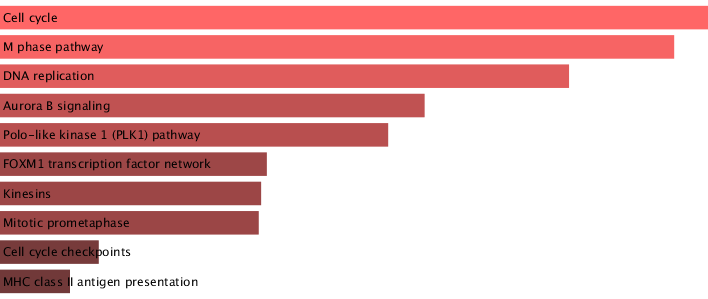 Cell cycle
M phase pathway
DNA replication
Aurora B signaling
Polo-like kinase 1 (PLK1) pathway
FOXM1 transcription factor network
Kinesins
Mitotic prometaphase
Cell cycle checkpoints
MHC class II antigen presentation